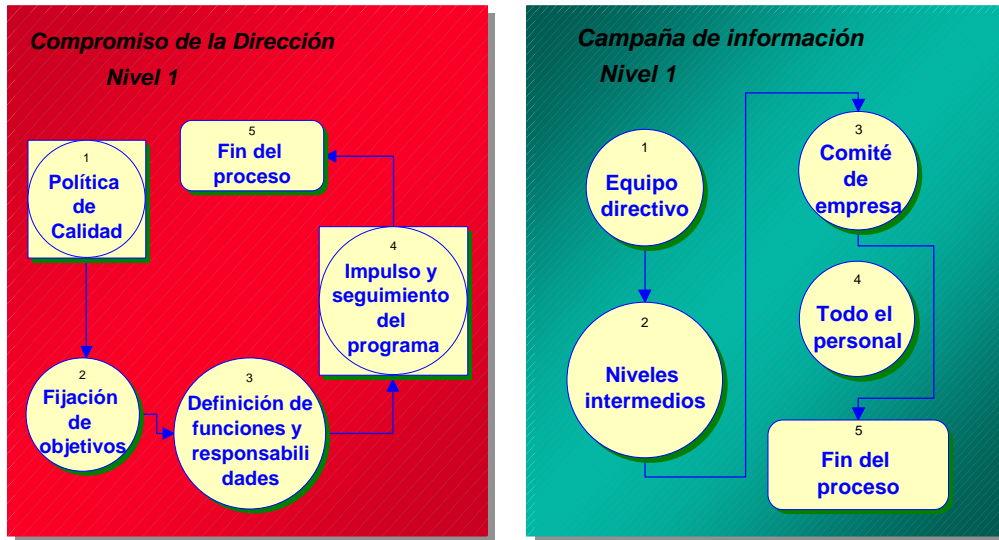 Compromiso de la Dirección
Nivel 1
1
Política
de
Calidad
2
Fijación
de
objetivos
3
Definición de
funciones y
responsabili
dades
4
Impulso y
seguimiento
del
programa
5
Fin del
proceso
Campaña de información
Nivel 1
1
Equipo
directivo
2
Niveles
intermedios
3
Comité
de
empresa
4
Todo el
personal
5
Fin del
proceso